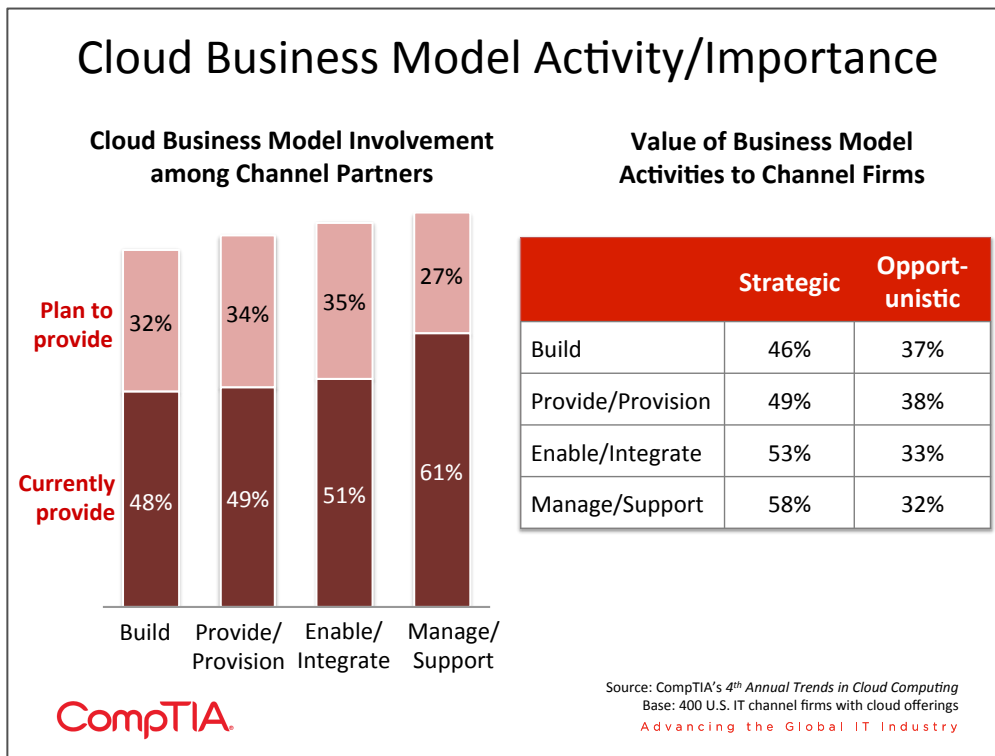 Cloud Business Model Activity/Importance
Cloud Business Model Involvement
among Channel Partners
Plan to
provide
Currently
provide
32%
34%
35%
27%
48%
49%
51%
61%
Build
Provide/
Provision
Enable/
Integrate
Manage/
Support
Value of Business Model
Activities to Channel Firms
Strategic
Opport-
unistic
Build 46% 37%
Provide/Provision 49% 38%
Enable/Integrate 53% 33%
Manage/Support 58% 32%
CompTIA.
Source: CompTIA's 4th Annual Trends in Cloud Computing
Base: 400 U.S. IT channel firms with cloud offerings
Advancing the Global IT Industry